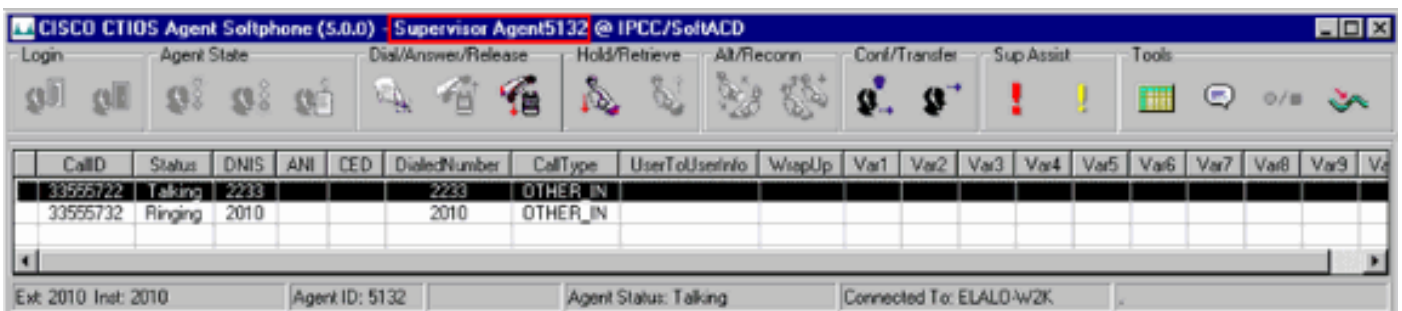 CISCO CTIOS Agent Softphone (5.0.0) - Supervisor Agent5132 @ IPCC/SoftACD
Login Agent State Dial/Answer/Release Hold/Retrieve Alt/Reconn Conf/Transfer Sup Assist Tools
CallID Status DNIS ANI CED DialedNumber CallType UserToUserInfo WrapUp Var1 Var2 Var3 Var4 Var5 Var6 Var7 Var8 Var9 Va
33555722 Talking 2233 2233 OTHER_IN
33555732 Ringing 2010 2010 OTHER_IN
Ext: 2010 Inst: 2010 Agent ID: 5132 Agent Status: Talking Connected To: ELALO-W2K .